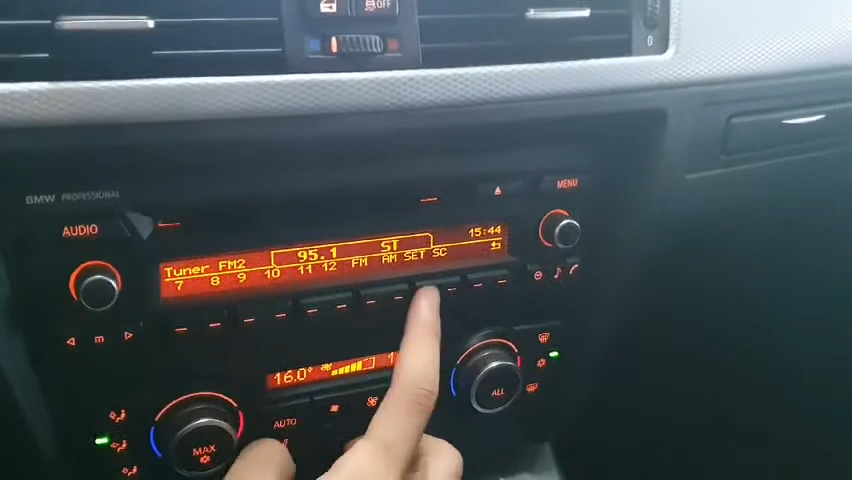 OFF
0
BMW PROFESSIONAL
MENU
AUDIO
15:44
95.1 ST
Tuner FM2
7 8 9 10 11 12 FM AM SET SC
m
16.0°
AUTO
ALL
MAX